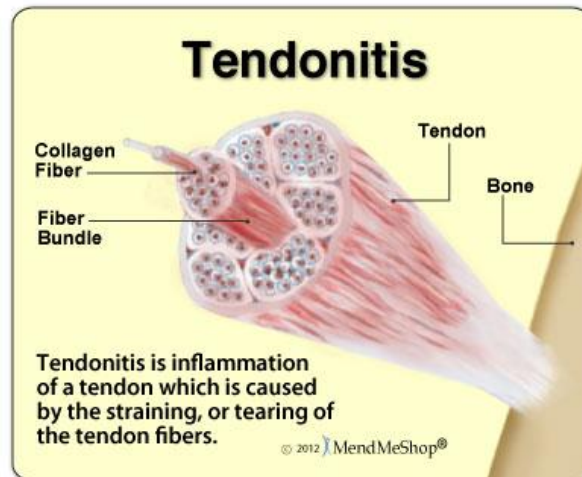 Tendonitis
Collagen
Fiber
Fiber
Bundle
Tendon
Bone
Tendonitis is inflammation
of a tendon which is caused
by the straining, or tearing of
the tendon fibers.
© 2012 MendMeShop®